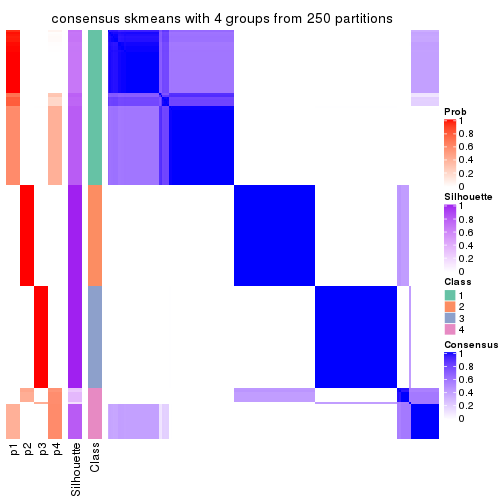 consensus skmeans with 4 groups from 250 partitions
Prob
1
0.8
0.6
0.4
0.2
0
Silhouette
1
0.8
0.6
0.4
0.2
0
Class
1
2
3
4
Consensus
1
0.8
0.6
0.4
0.2
0
p1
p2
p3
p4
Silhouette
Class